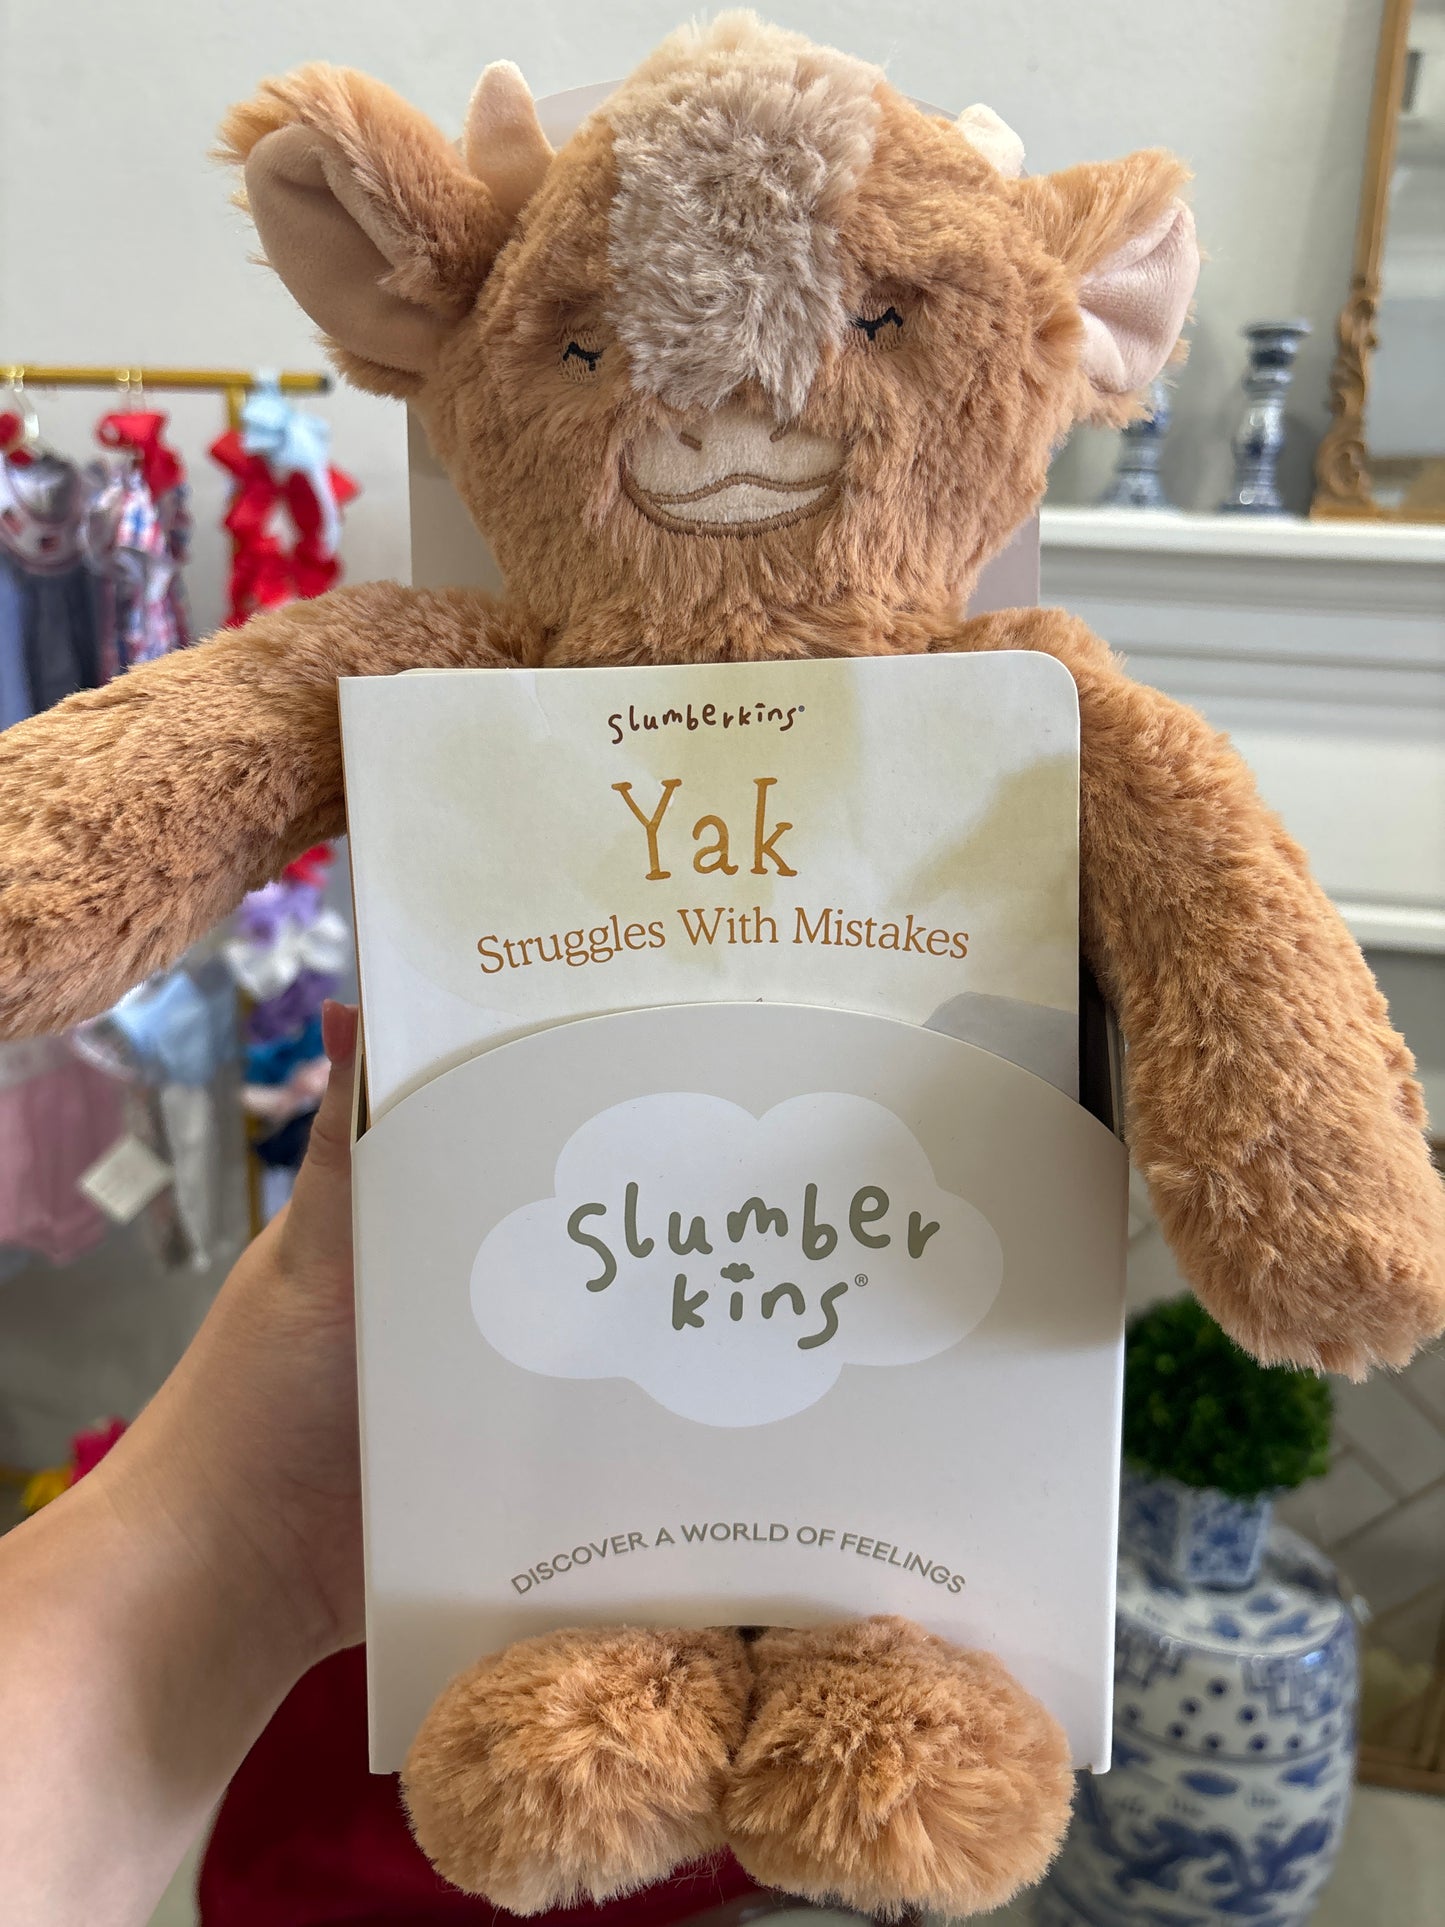 slumberkins®
Yak
Struggles With Mistakes
slumber
kins®
DISCOVER A WORLD OF FEELINGS